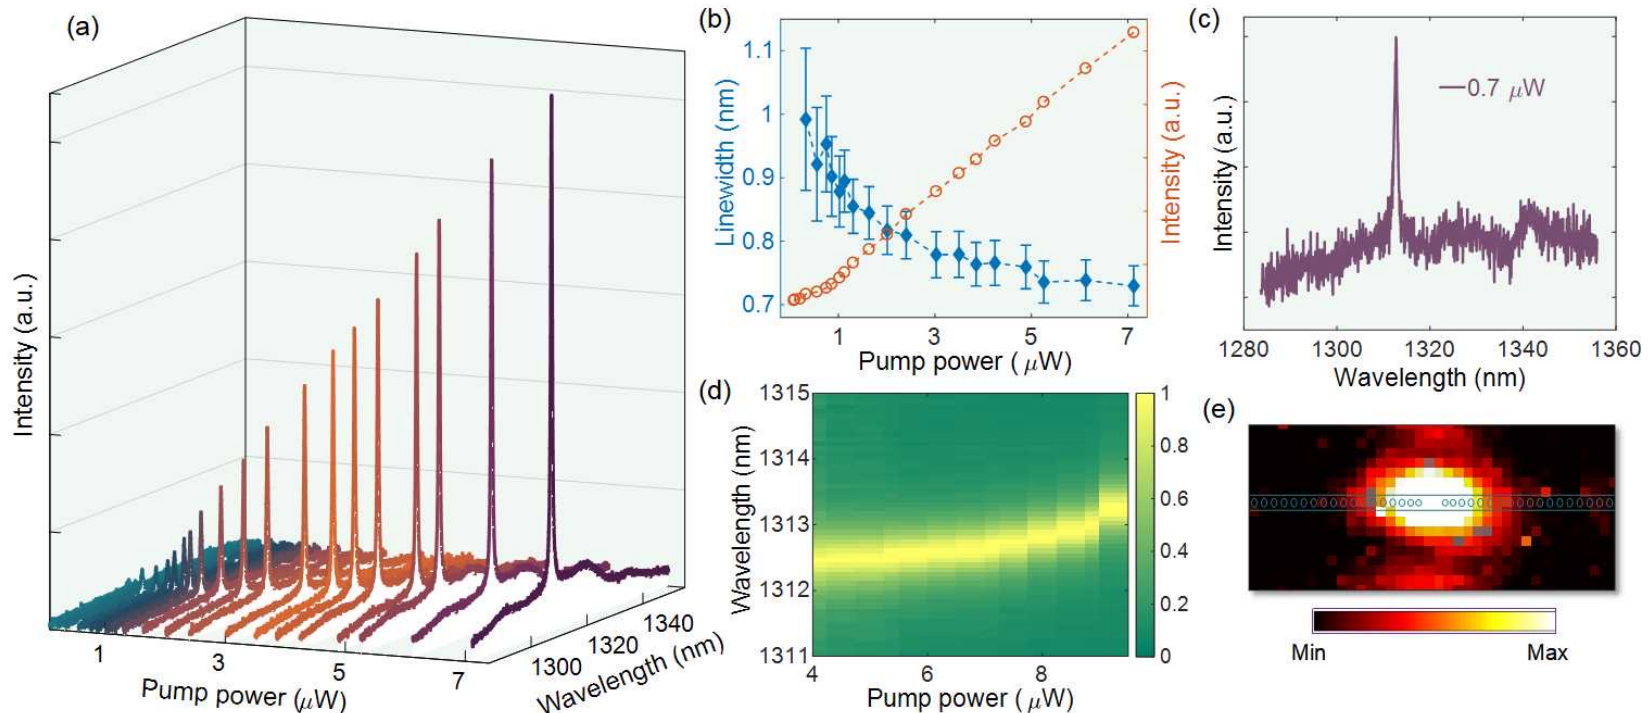 (a)
Intensity (a.u.)
1
3
5
7
Pump power (μW)
1300
1320
1340
Wavelength (nm)
(b)
1.1
1
0.9
0.8
0.7
Linewidth (nm)
Intensity (a.u.)
1 3 5 7
Pump power ( μW)
(c)
Intensity (a.u.)
0.7 μW
1280 1300 1320 1340 1360
Wavelength (nm)
(d)
1315
1314
1313
1312
1311
Wavelength (nm)
4 6 8
Pump power ( μW)
1
0.8
0.6
0.4
0.2
0
(e)
Min Max